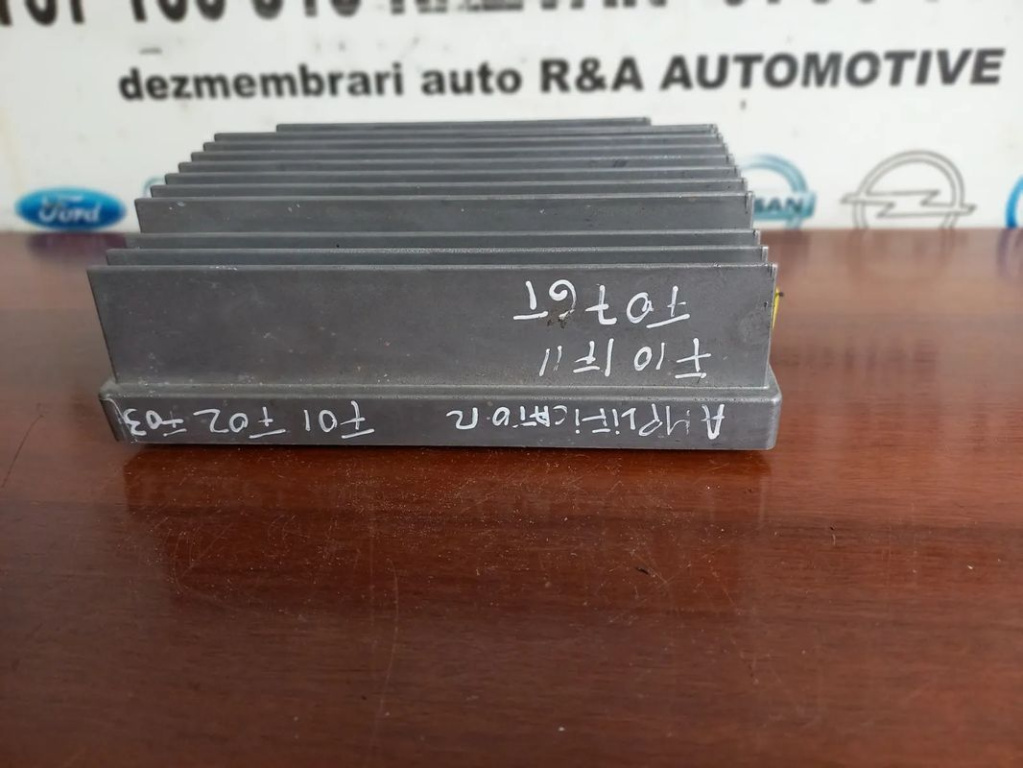 dezmembrari auto R&A AUTOMOTIVE
Ford
AMPLIFICATOR F01 F02 F03
F10/F11
F07 GT